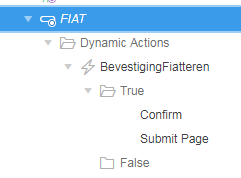 FIAT
Dynamic Actions
BevestigingFiatteren
True
Confirm
Submit Page
False